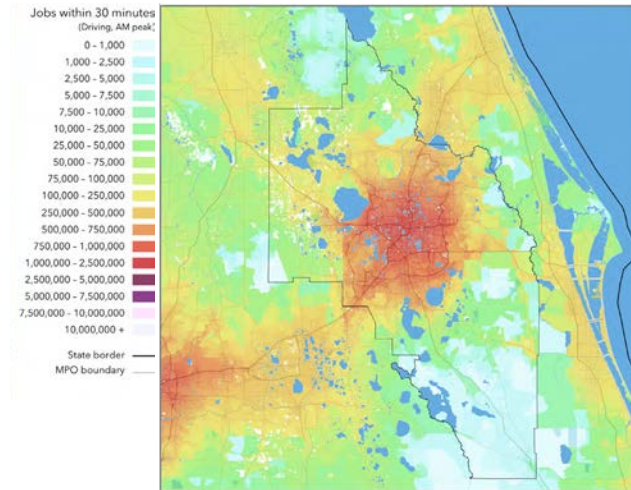 Jobs within 30 minutes
(Driving, AM peak)
0 – 1,000
1,000 – 2,500
2,500 – 5,000
5,000 – 7,500
7,500 – 10,000
10,000 – 25,000
25,000 – 50,000
50,000 – 75,000
75,000 – 100,000
100,000 – 250,000
250,000 – 500,000
500,000 – 750,000
750,000 – 1,000,000
1,000,000 – 2,500,000
2,500,000 – 5,000,000
5,000,000 – 7,500,000
7,500,000 – 10,000,000
10,000,000 +
State border
MPO boundary